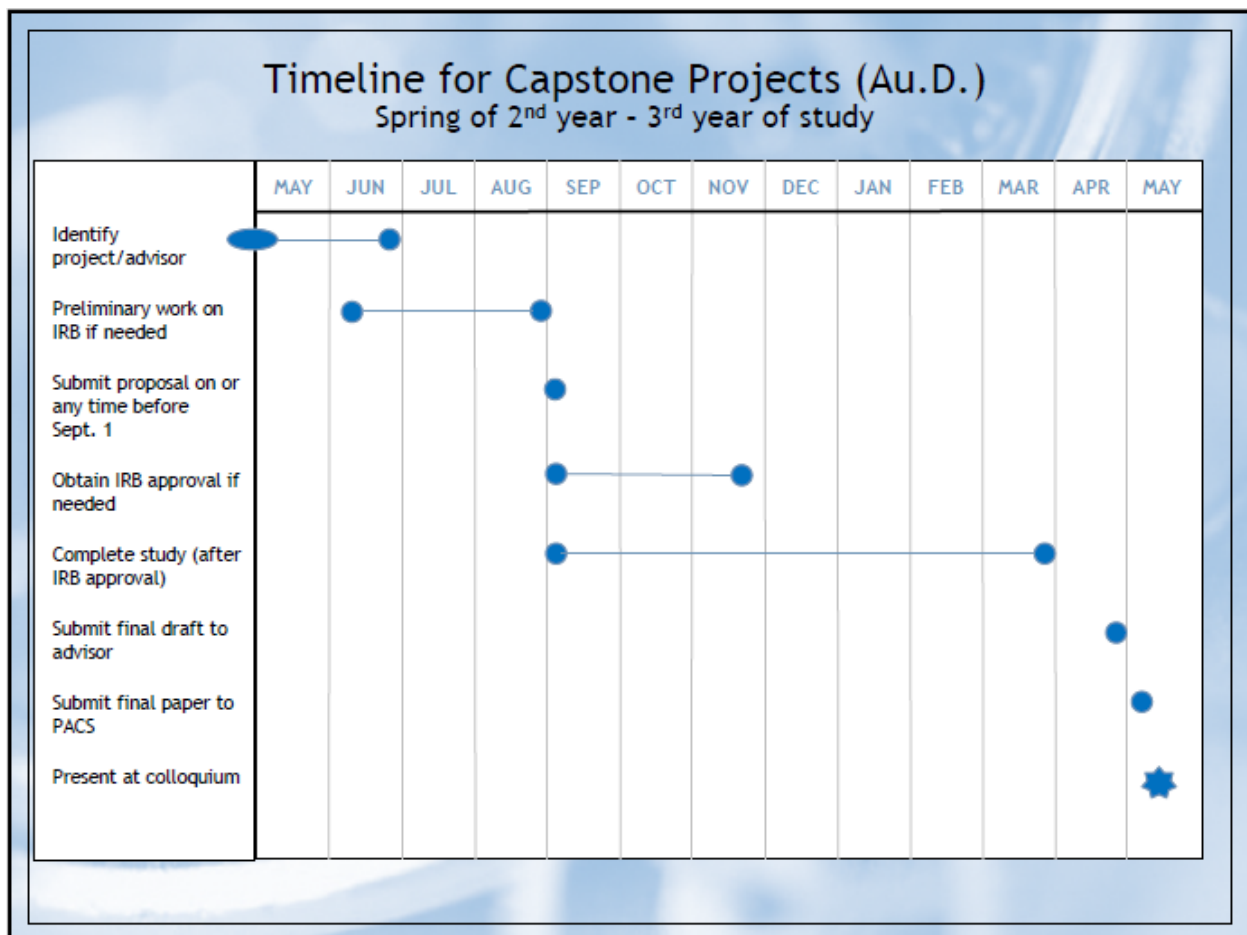 Timeline for Capstone Projects (Au.D.)
Spring of 2nd year - 3rd year of study
MAY JUN JUL AUG SEP OCT NOV DEC JAN FEB MAR APR MAY
Identify
project/advisor
Preliminary work on
IRB if needed
Submit proposal on or
any time before
Sept. 1
Obtain IRB approval if
needed
Complete study (after
IRB approval)
Submit final draft to
advisor
Submit final paper to
PACS
Present at colloquium